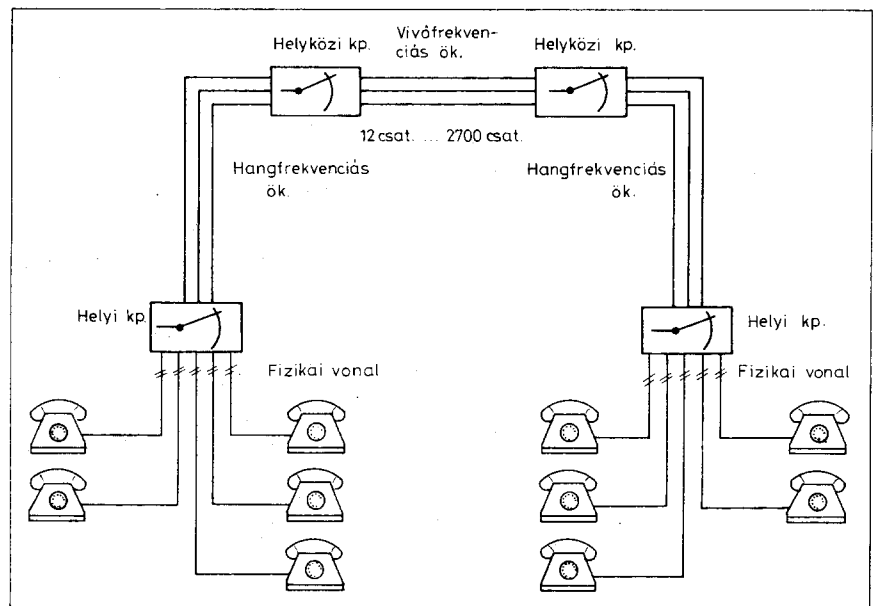 Helyközi kp.
Vivőfrekven-
ciás ök.
Helyközi kp.
12 csat. ... 2700 csat.
Hangfrekvenciás
ök.
Hangfrekvenciás
ök.
Helyi kp.
Helyi kp.
Fizikai vonal
Fizikai vonal